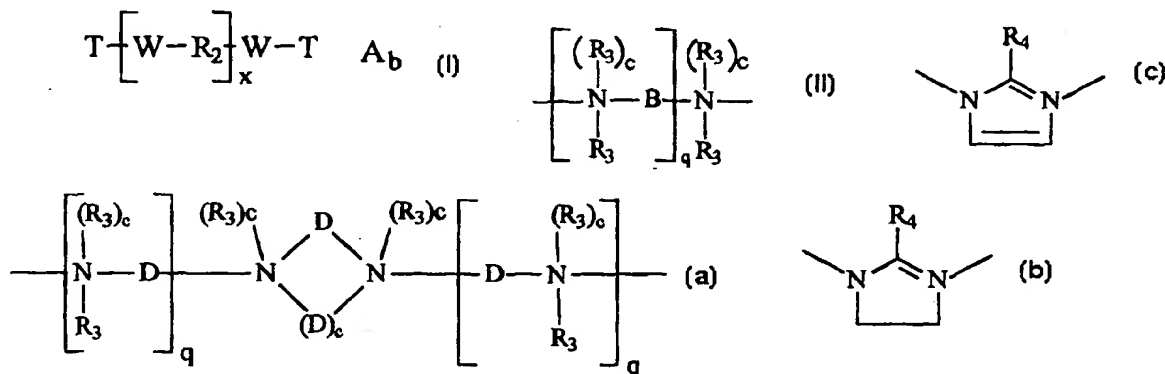 T-[W-R2]x W-T Ab (I)
(R3)c (R3)c
N B N (II)
R3 q R3
R4
N N (c)
(R3)c (R3)c D (R3)c (R3)c
N D N N D N (a)
R3 q (D)c R3 q
R4
N N (b)